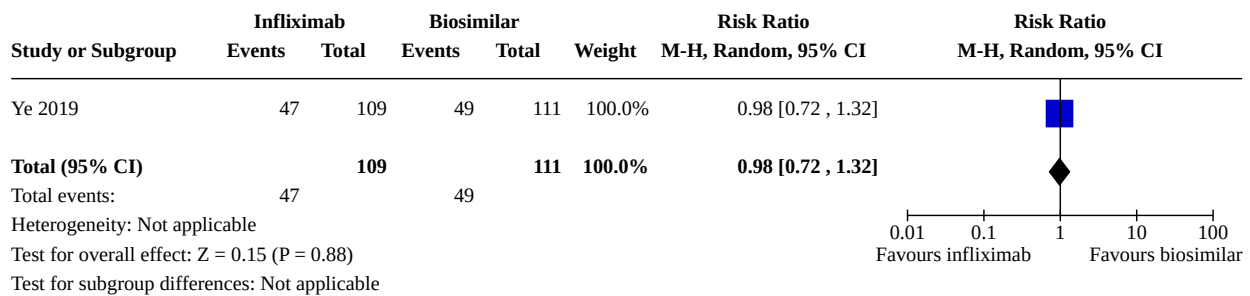 Infliximab Biosimilar Risk Ratio Risk Ratio
Study or Subgroup Events Total Events Total Weight M-H, Random, 95% CI M-H, Random, 95% CI
Ye 2019 47 109 49 111 100.0% 0.98 [0.72 , 1.32]
Total (95% CI) 109 111 100.0% 0.98 [0.72 , 1.32]
Total events: 47 49
Heterogeneity: Not applicable
0.01 0.1 1 10 100
Test for overall effect: Z = 0.15 (P = 0.88) Favours infliximab Favours biosimilar
Test for subgroup differences: Not applicable